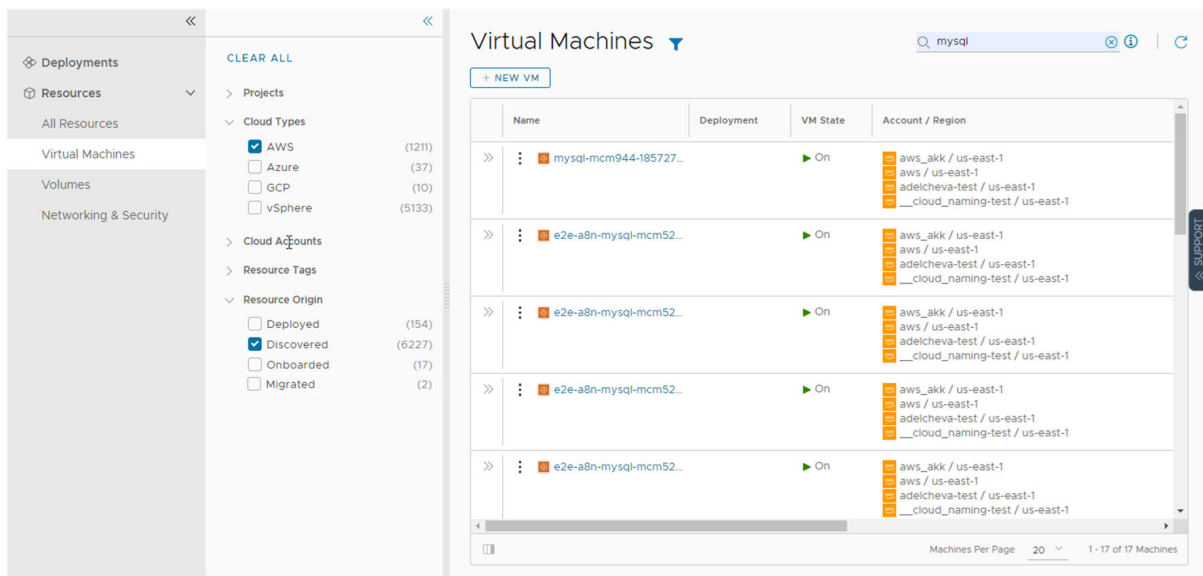 Deployments
Resources
All Resources
Virtual Machines
Volumes
Networking & Security
CLEAR ALL
Projects
Cloud Types
AWS (1211)
Azure (37)
GCP (10)
vSphere (5133)
Cloud Accounts
Resource Tags
Resource Origin
Deployed (154)
Discovered (6227)
Onboarded (17)
Migrated (2)
Virtual Machines
mysql
+ NEW VM
Name Deployment VM State Account / Region
mysql-mcm944-185727... On aws_akk / us-east-1
aws / us-east-1
adelcheva-test / us-east-1
__cloud_naming-test / us-east-1
e2e-a8n-mysql-mcm52... On aws_akk / us-east-1
aws / us-east-1
adelcheva-test / us-east-1
__cloud_naming-test / us-east-1
e2e-a8n-mysql-mcm52... On aws_akk / us-east-1
aws / us-east-1
adelcheva-test / us-east-1
__cloud_naming-test / us-east-1
e2e-a8n-mysql-mcm52... On aws_akk / us-east-1
aws / us-east-1
adelcheva-test / us-east-1
__cloud_naming-test / us-east-1
e2e-a8n-mysql-mcm52... On aws_akk / us-east-1
aws / us-east-1
adelcheva-test / us-east-1
__cloud_naming-test / us-east-1
Machines Per Page 20 1 - 17 of 17 Machines
SUPPORT